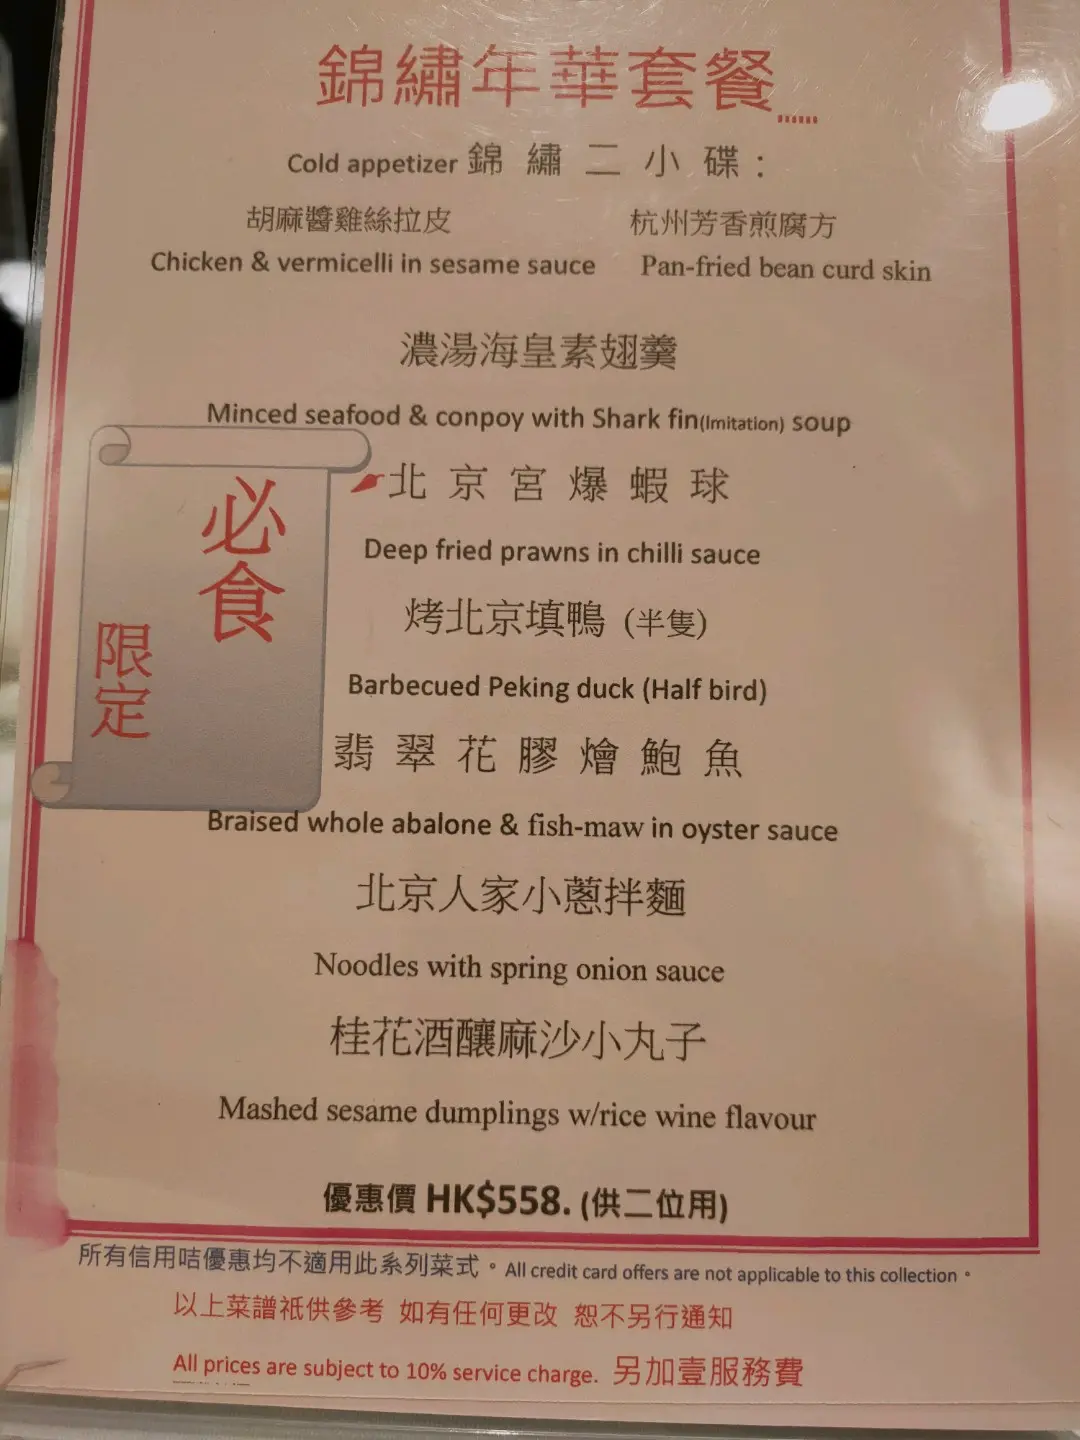 錦繡年華套餐
Cold appetizer 錦 繡 二 小 碟 :
胡麻醬雞絲拉皮 杭州芳香煎腐方
Chicken & vermicelli in sesame sauce Pan-fried bean curd skin
濃湯海皇素翅羹
Minced seafood & conpoy with Shark fin(Imitation) soup
必食
限定
北 京 宮 爆 蝦 球
Deep fried prawns in chilli sauce
烤北京填鴨 (半隻)
Barbecued Peking duck (Half bird)
翡 翠 花 膠 燴 鮑 魚
Braised whole abalone & fish-maw in oyster sauce
北京人家小蔥拌麵
Noodles with spring onion sauce
桂花酒釀麻沙小丸子
Mashed sesame dumplings w/rice wine flavour
優惠價 HK$558. (供二位用)
所有信用咭優惠均不適用此系列菜式。All credit card offers are not applicable to this collection。
以上菜譜祇供參考 如有任何更改 恕不另行通知
All prices are subject to 10% service charge. 另加壹服務費